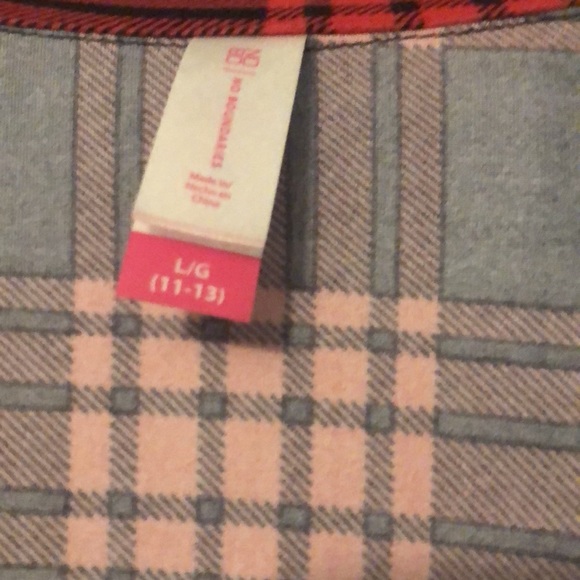 NO BOUNDARIES
Made in/
Hecho en
China
L/G
(11-13)